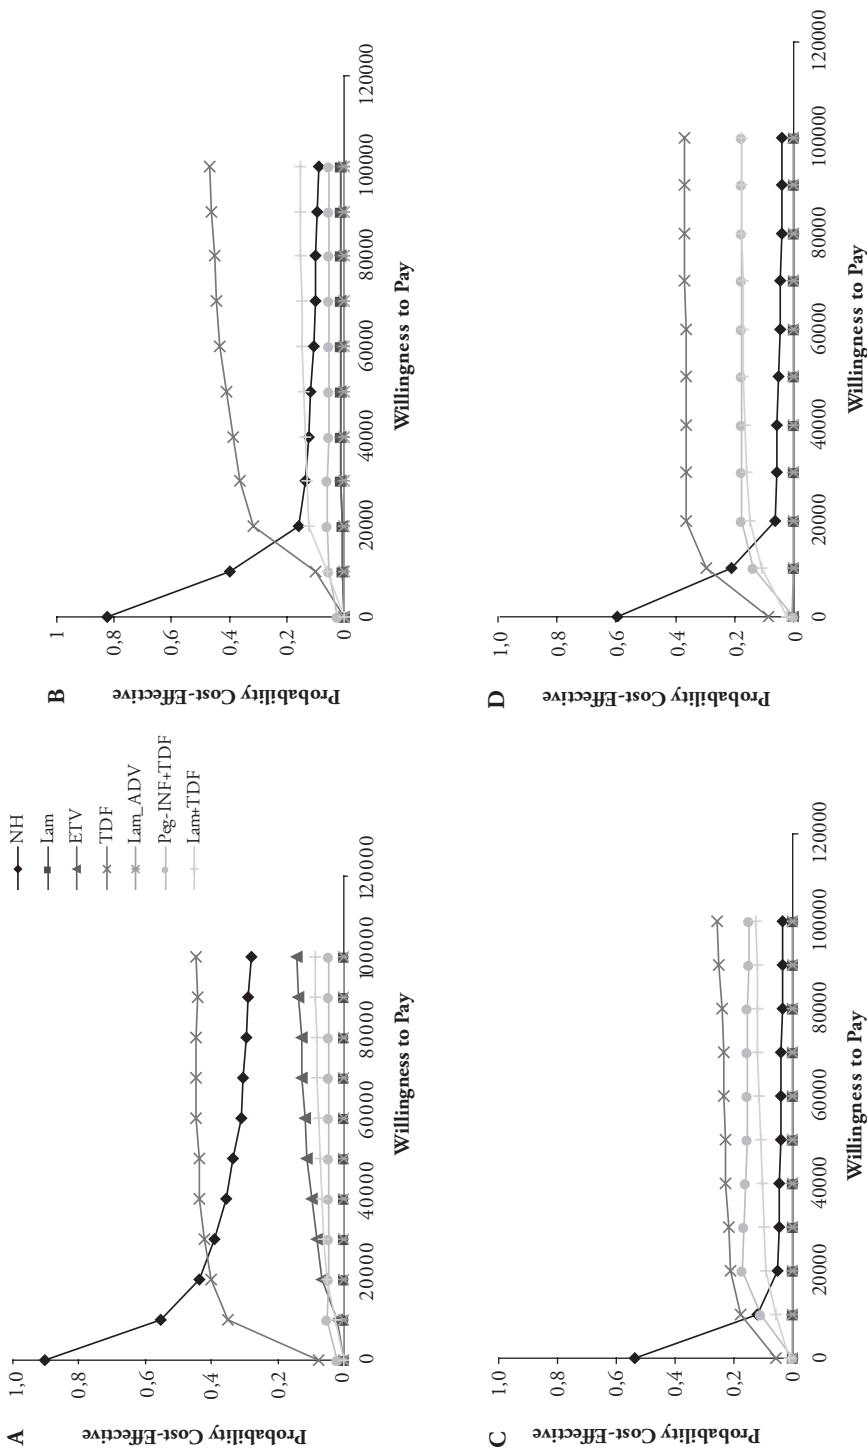 A
Probability Cost-Effective
1,0
0,8
0,6
0,4
0,2
0
0 20000 40000 60000 80000 100000 120000
Willingness to Pay
NH
Lam
ETV
TDF
Lam_ADV
Peg-INF+TDF
Lam+TDF
B
Probability Cost-Effective
1
0,8
0,6
0,4
0,2
0
0 20000 40000 60000 80000 100000 120000
Willingness to Pay
C
Probability Cost-Effective
1,0
0,8
0,6
0,4
0,2
0
0 20000 40000 60000 80000 100000 120000
Willingness to Pay
D
Probability Cost-Effective
1,0
0,8
0,6
0,4
0,2
0
0 20000 40000 60000 80000 100000 120000
Willingness to Pay